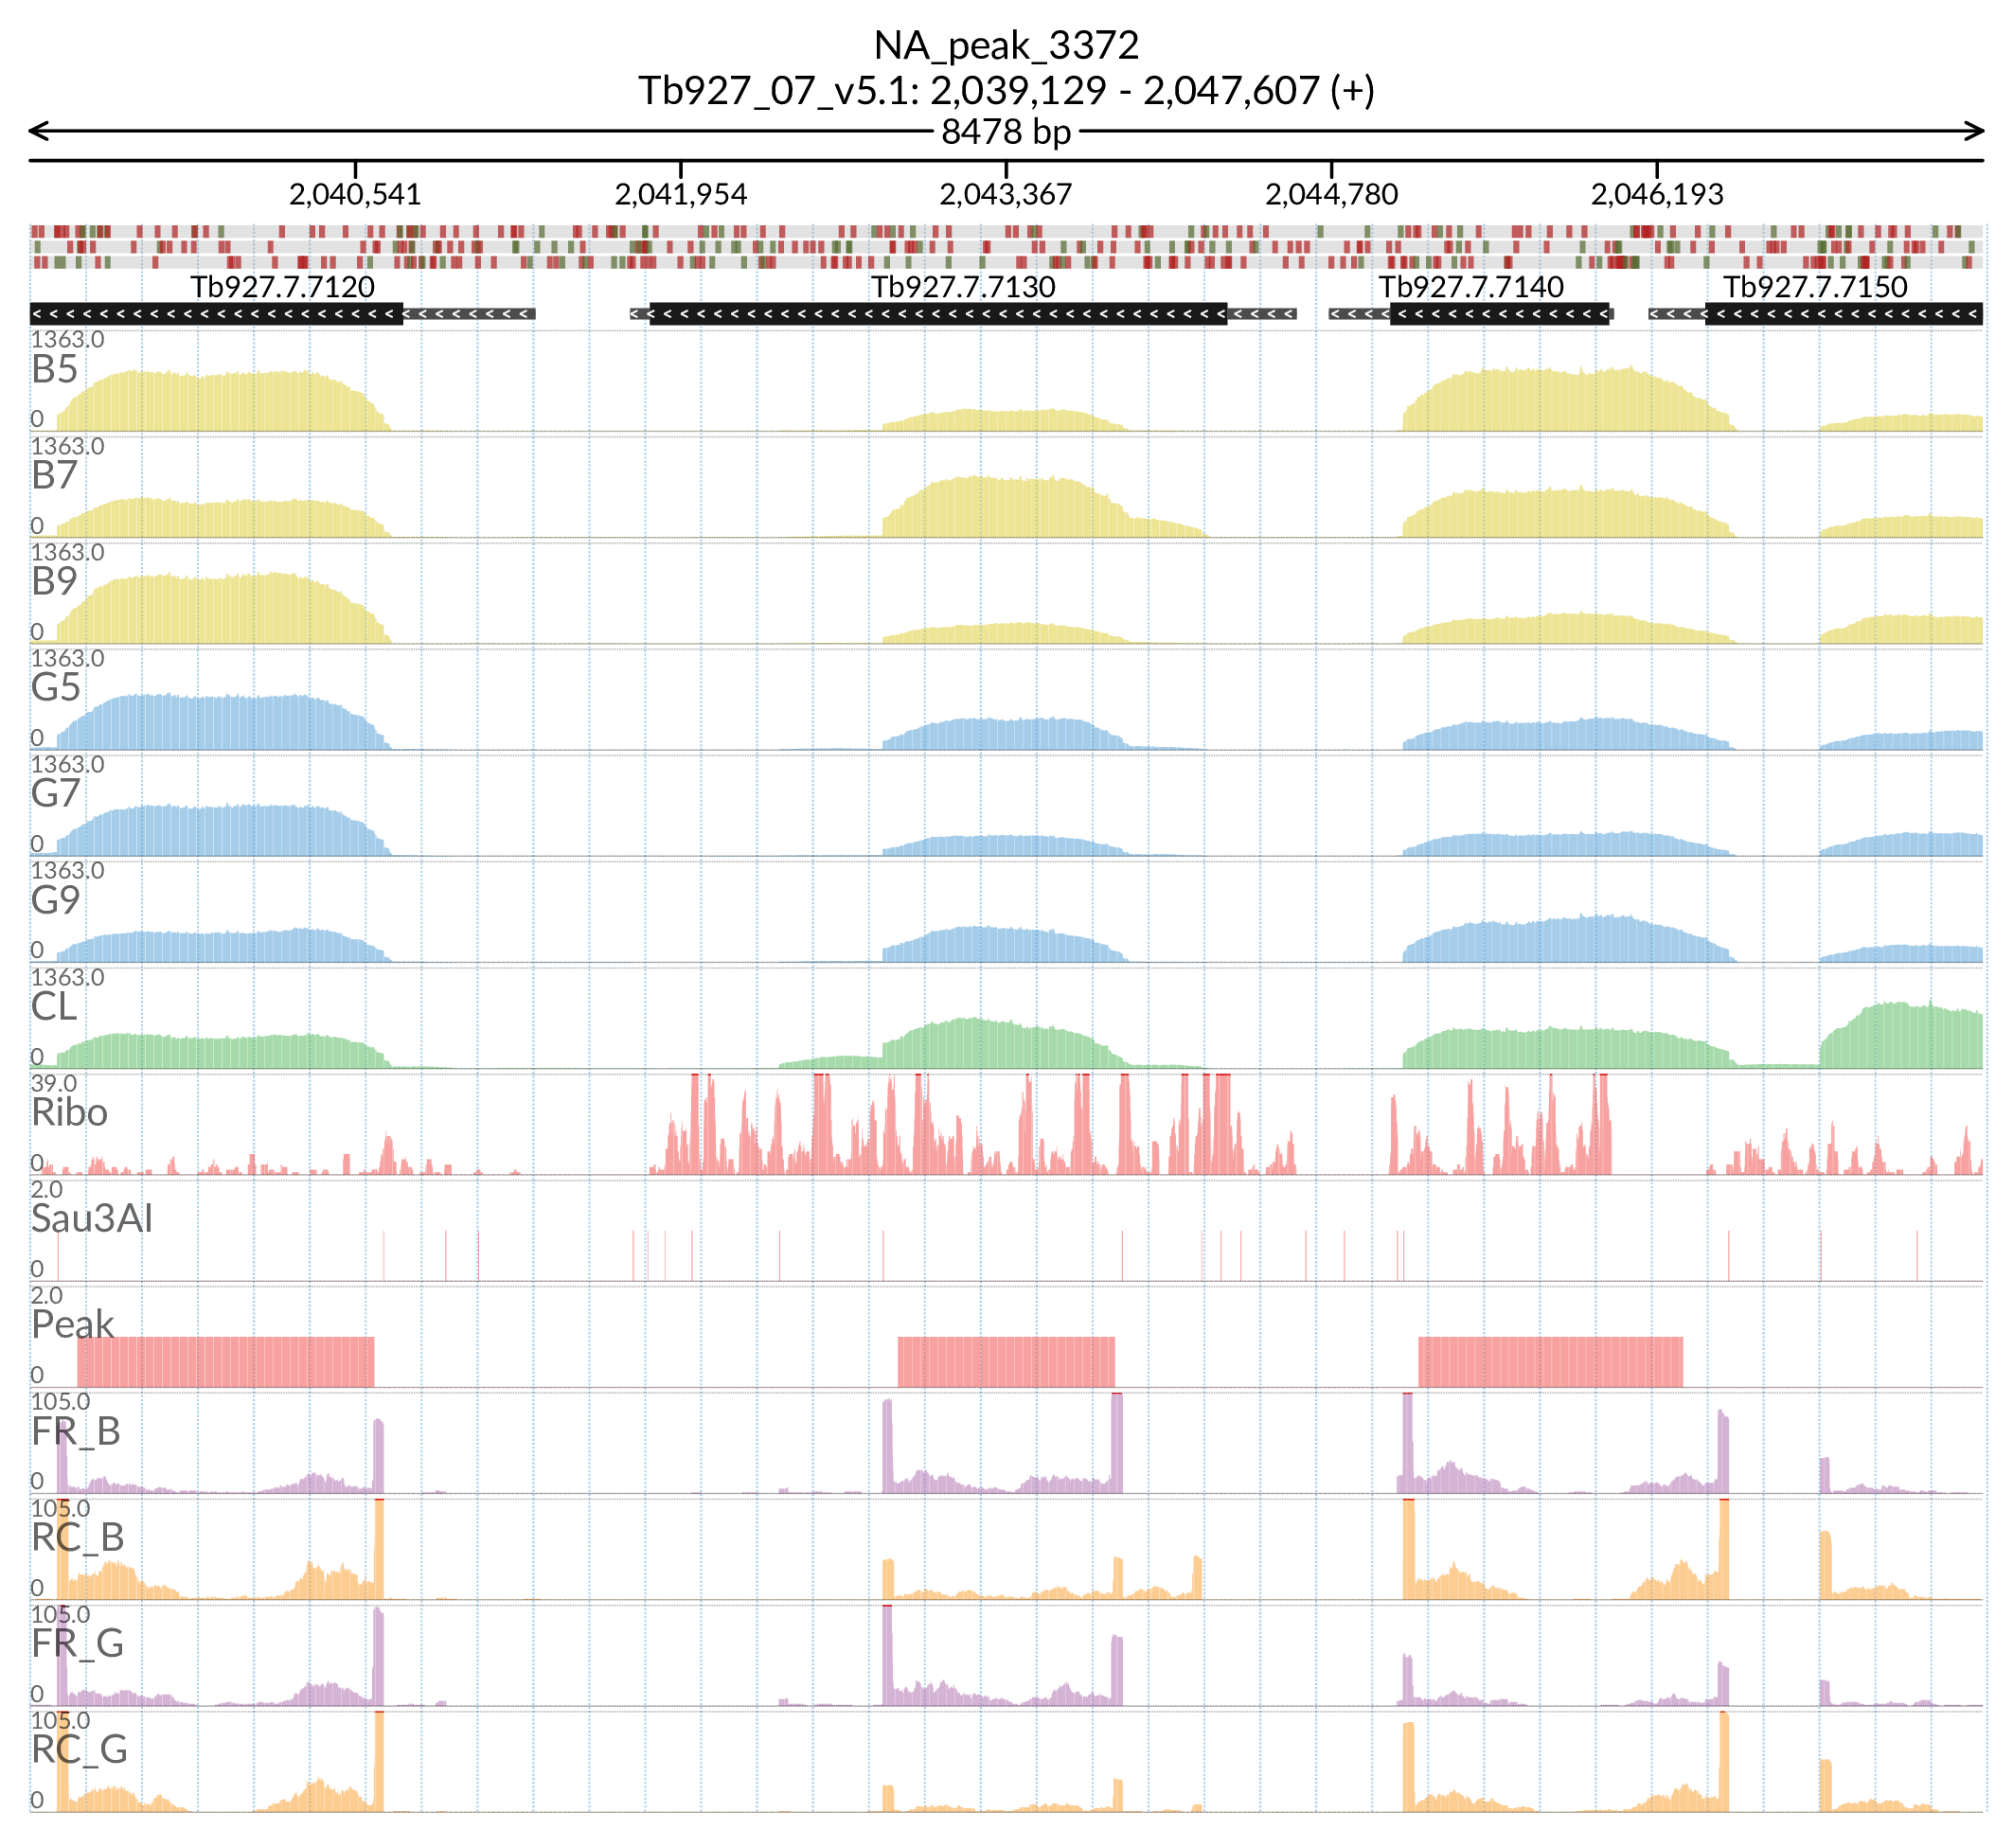 NA_peak_3372
Tb927_07_v5.1: 2,039,129 - 2,047,607 (+)
8478 bp
2,040,541 2,041,954 2,043,367 2,044,780 2,046,193
Tb927.7.7120 Tb927.7.7130 Tb927.7.7140 Tb927.7.7150
1363.0
B5
0
1363.0
B7
0
1363.0
B9
0
1363.0
G5
0
1363.0
G7
0
1363.0
G9
0
1363.0
CL
0
39.0
Ribo
0
2.0
Sau3AI
0
2.0
Peak
0
105.0
FR_B
0
105.0
RC_B
0
105.0
FR_G
0
105.0
RC_G
0